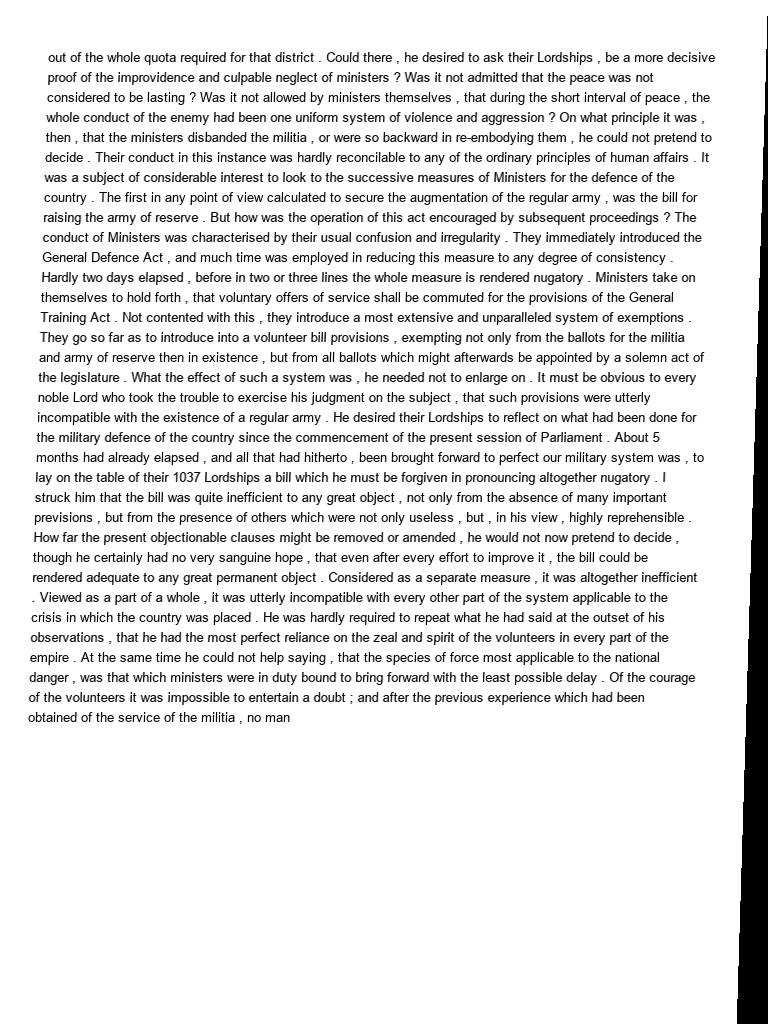 out of the whole quota required for that district . Could there , he desired to ask their Lordships , be a more decisive
proof of the improvidence and culpable neglect of ministers ? Was it not admitted that the peace was not
considered to be lasting ? Was it not allowed by ministers themselves , that during the short interval of peace , the
whole conduct of the enemy had been one uniform system of violence and aggression ? On what principle it was ,
then , that the ministers disbanded the militia , or were so backward in re-embodying them , he could not pretend to
decide . Their conduct in this instance was hardly reconcilable to any of the ordinary principles of human affairs . It
was a subject of considerable interest to look to the successive measures of Ministers for the defence of the
country . The first in any point of view calculated to secure the augmentation of the regular army , was the bill for
raising the army of reserve . But how was the operation of this act encouraged by subsequent proceedings ? The
conduct of Ministers was characterised by their usual confusion and irregularity . They immediately introduced the
General Defence Act , and much time was employed in reducing this measure to any degree of consistency .
Hardly two days elapsed , before in two or three lines the whole measure is rendered nugatory . Ministers take on
themselves to hold forth , that voluntary offers of service shall be commuted for the provisions of the General
Training Act . Not contented with this , they introduce a most extensive and unparalleled system of exemptions .
They go so far as to introduce into a volunteer bill provisions , exempting not only from the ballots for the militia
and army of reserve then in existence , but from all ballots which might afterwards be appointed by a solemn act of
the legislature . What the effect of such a system was , he needed not to enlarge on . It must be obvious to every
noble Lord who took the trouble to exercise his judgment on the subject , that such provisions were utterly
incompatible with the existence of a regular army . He desired their Lordships to reflect on what had been done for
the military defence of the country since the commencement of the present session of Parliament . About 5
months had already elapsed , and all that had hitherto , been brought forward to perfect our military system was , to
lay on the table of their 1037 Lordships a bill which he must be forgiven in pronouncing altogether nugatory . I
struck him that the bill was quite inefficient to any great object , not only from the absence of many important
previsions , but from the presence of others which were not only useless , but , in his view , highly reprehensible .
How far the present objectionable clauses might be removed or amended , he would not now pretend to decide ,
though he certainly had no very sanguine hope , that even after every effort to improve it , the bill could be
rendered adequate to any great permanent object . Considered as a separate measure , it was altogether inefficient
. Viewed as a part of a whole , it was utterly incompatible with every other part of the system applicable to the
crisis in which the country was placed . He was hardly required to repeat what he had said at the outset of his
observations , that he had the most perfect reliance on the zeal and spirit of the volunteers in every part of the
empire . At the same time he could not help saying , that the species of force most applicable to the national
danger , was that which ministers were in duty bound to bring forward with the least possible delay . Of the courage
of the volunteers it was impossible to entertain a doubt ; and after the previous experience which had been
obtained of the service of the militia , no man